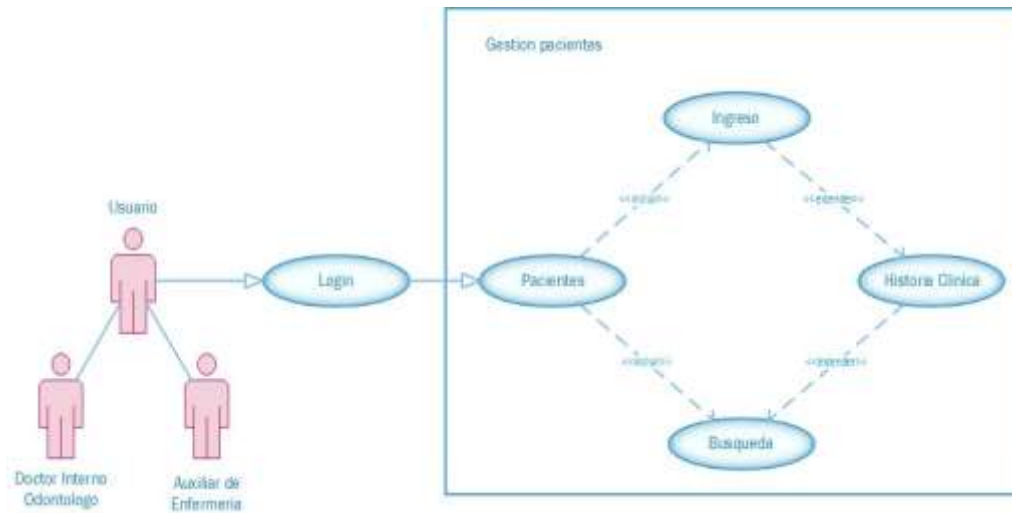 Gestion pacientes
Ingreso
Usuario
Login
Pacientes
Historia Clinica
Busqueda
Doctor Interno
Odontologo
Auxiliar de
Enfermeria